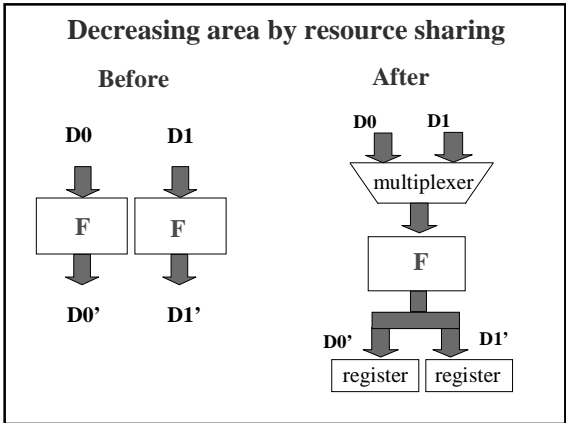 Decreasing area by resource sharing
Before
After
D0 D1
F F
D0’ D1’
D0 D1
multiplexer
F
D0’ D1’
register register